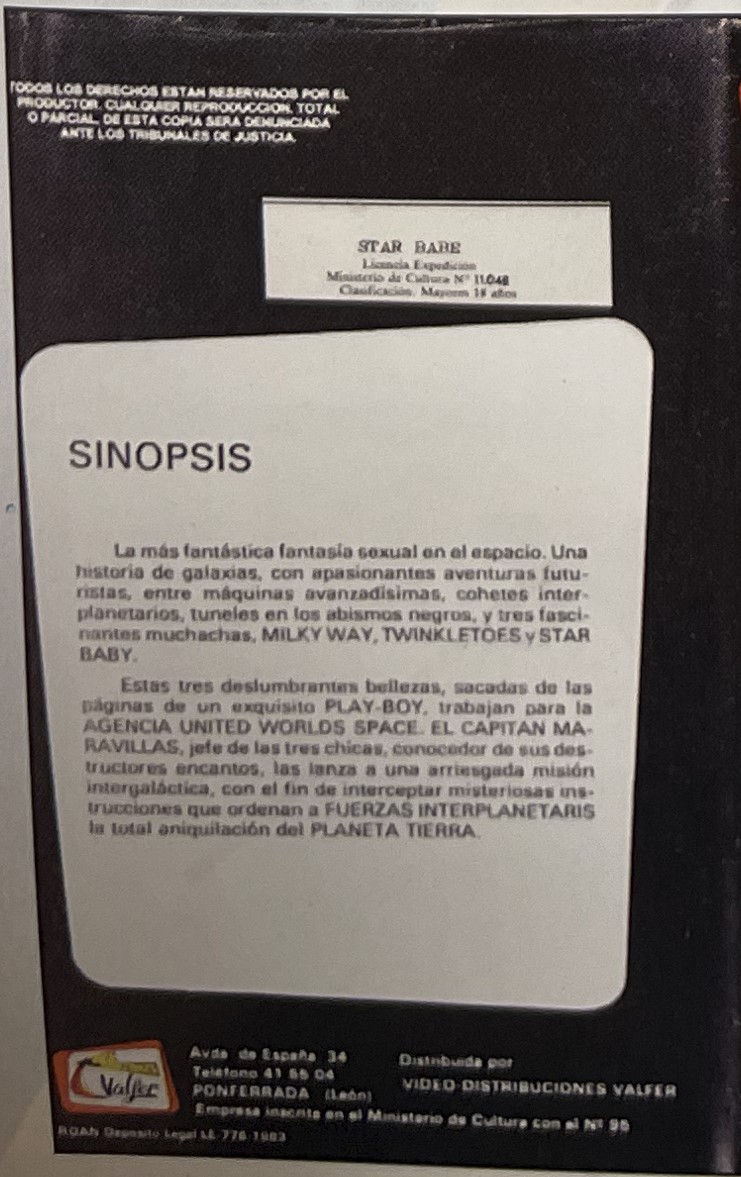 TODOS LOS DERECHOS ESTAN RESERVADOS POR EL
PRODUCTOR. CUALQUIER REPRODUCCION, TOTAL
O PARCIAL, DE ESTA COPIA SERA DENUNCIADA
ANTE LOS TRIBUNALES DE JUSTICIA.
STAR BABE
Licencia Expedición
Ministerio de Cultura Nº 11.048
Clasificación. Mayores 18 años
SINOPSIS
La más fantástica fantasía sexual en el espacio. Una
historia de galaxias, con apasionantes aventuras futu-
ristas, entre máquinas avanzadísimas, cohetes inter-
planetarios, tuneles en los abismos negros, y tres fasci-
nantes muchachas, MILKY WAY, TWINKLETOES y STAR
BABY.
Estas tres deslumbrantes bellezas, sacadas de las
páginas de un exquisito PLAY-BOY, trabajan para la
AGENCIA UNITED WORLDS SPACE. EL CAPITAN MA-
RAVILLAS, jefe de las tres chicas, conocedor de sus des-
tructores encantos, las lanza a una arriesgada misión
intergaláctica, con el fin de interceptar misteriosas ins-
trucciones que ordenan a FUERZAS INTERPLANETARIS
la total aniquilación del PLANETA TIERRA.
Valfer
Avda. de España, 34
Teléfono 41 55 04
PONFERRADA (León)
Distribuida por
VIDEO-DISTRIBUCIONES VALFER
Empresa inscrita en el Ministerio de Cultura con el Nº 95
ROAN Depósito Legal LE-776-1983